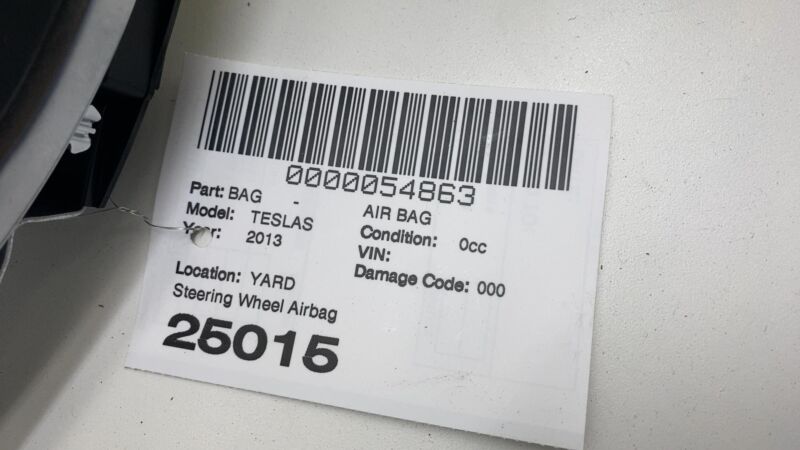 0000054863
Part: BAG - AIR BAG
Model: TESLAS Condition: 0cc
Year: 2013 VIN:
Damage Code: 000
Location: YARD
Steering Wheel Airbag
25015